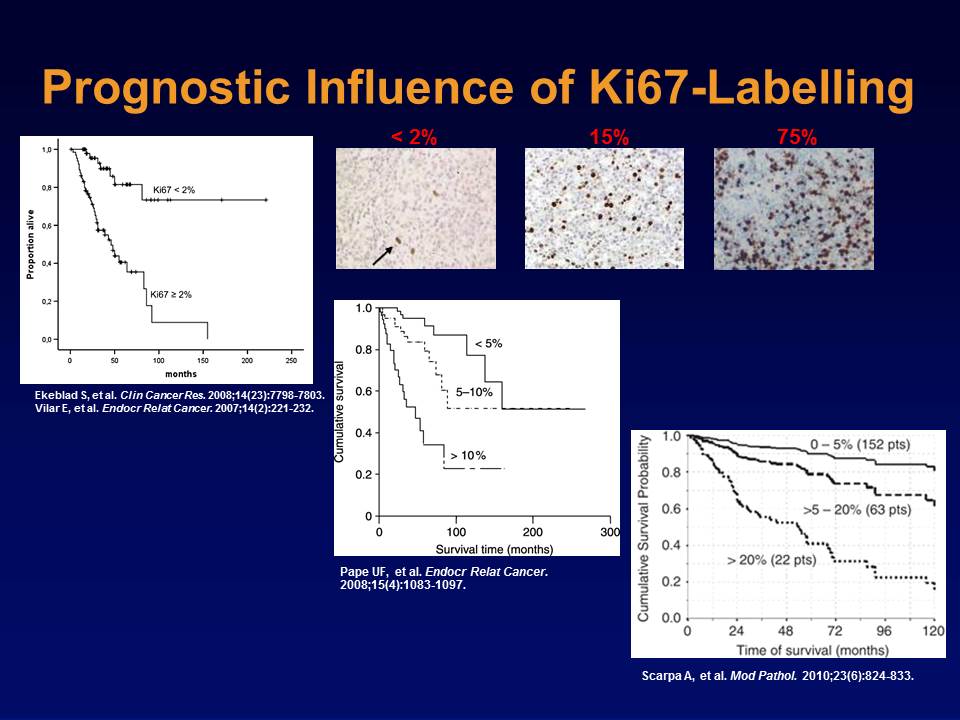 Prognostic Influence of Ki67-Labelling
< 2%
15%
75%
1,0
0,8
0,6
0,4
0,2
0,0
Proportion alive
Ki67 < 2%
Ki67 ≥ 2%
0 50 100 150 200 250
months
Ekeblad S, et al. Clin Cancer Res. 2008;14(23):7798-7803.
Vilar E, et al. Endocr Relat Cancer. 2007;14(2):221-232.
1.0
0.8
0.6
0.4
0.2
0
Cumulative survival
< 5%
5–10%
> 10%
0 100 200 300
Survival time (months)
Pape UF, et al. Endocr Relat Cancer.
2008;15(4):1083-1097.
1.0
0.8
0.6
0.4
0.2
0.0
Cumulative Survival Probability
0 – 5% (152 pts)
>5 – 20% (63 pts)
> 20% (22 pts)
0 24 48 72 96 120
Time of survival (months)
Scarpa A, et al. Mod Pathol. 2010;23(6):824-833.